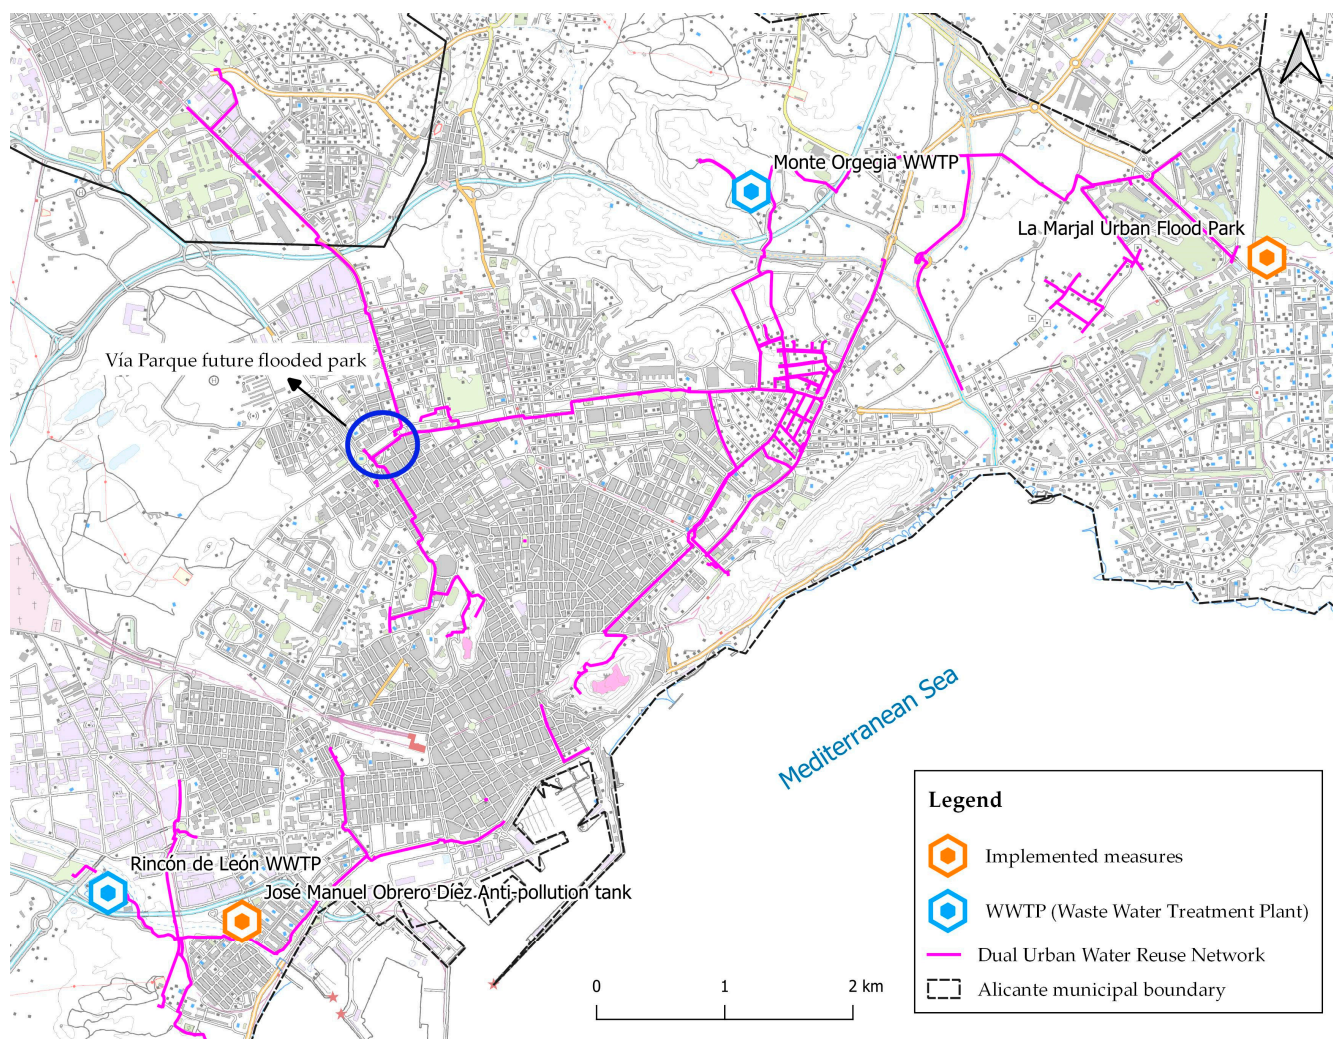 Monte Orgegia WWTP
La Marjal Urban Flood Park
Vía Parque future flooded park
Mediterranean Sea
Rincón de León WWTP
José Manuel Obrero Díez Anti-pollution tank
0 1 2 km
Legend
Implemented measures
WWTP (Waste Water Treatment Plant)
Dual Urban Water Reuse Network
Alicante municipal boundary